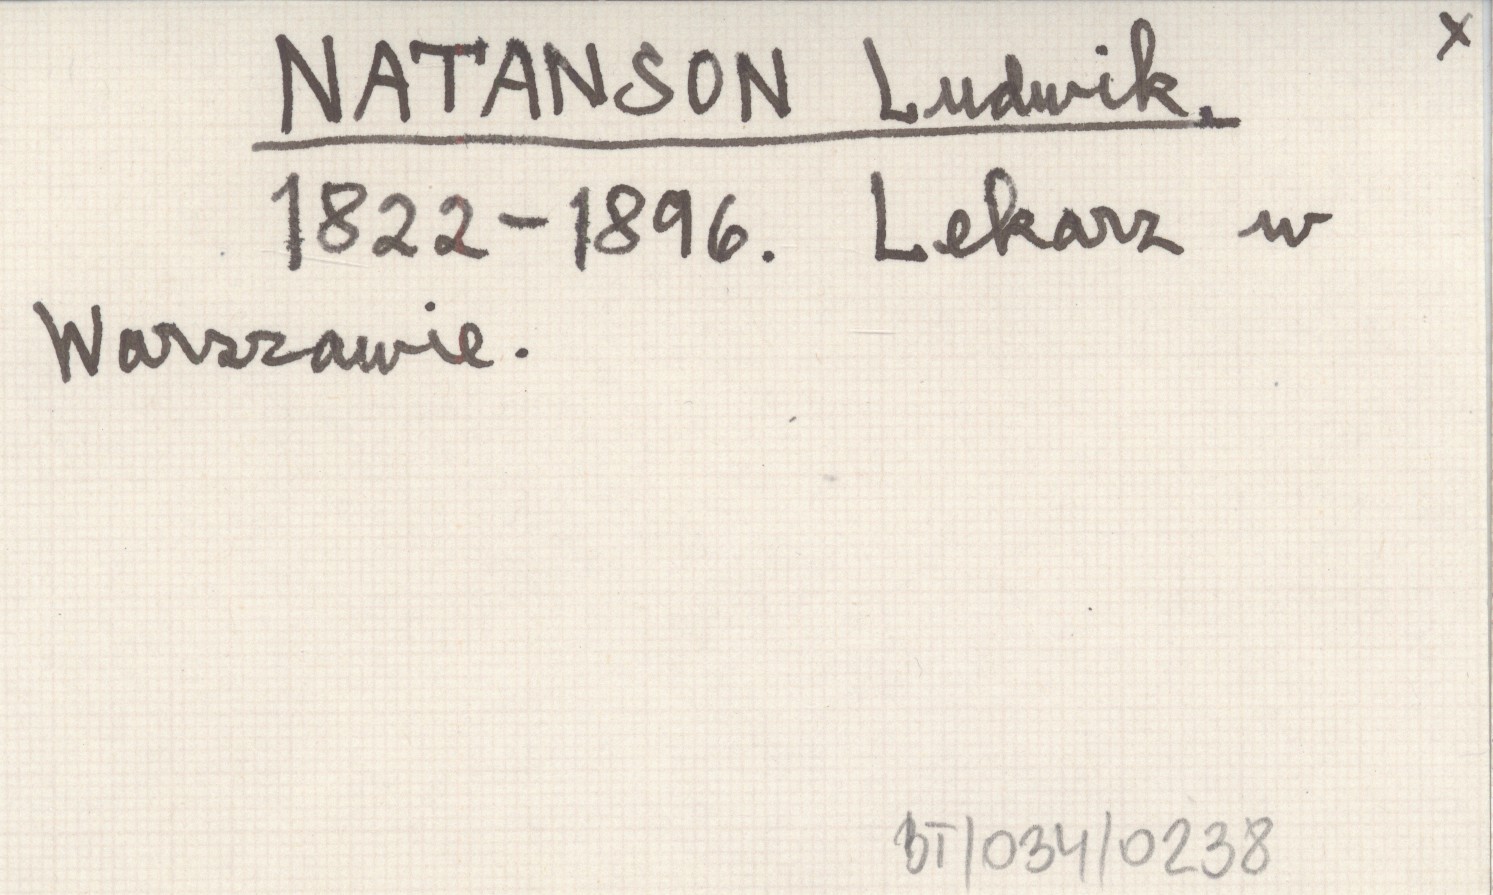 x
NATANSON Ludwik.
1822-1896. Lekarz w
Warszawie.
BT/034/0238